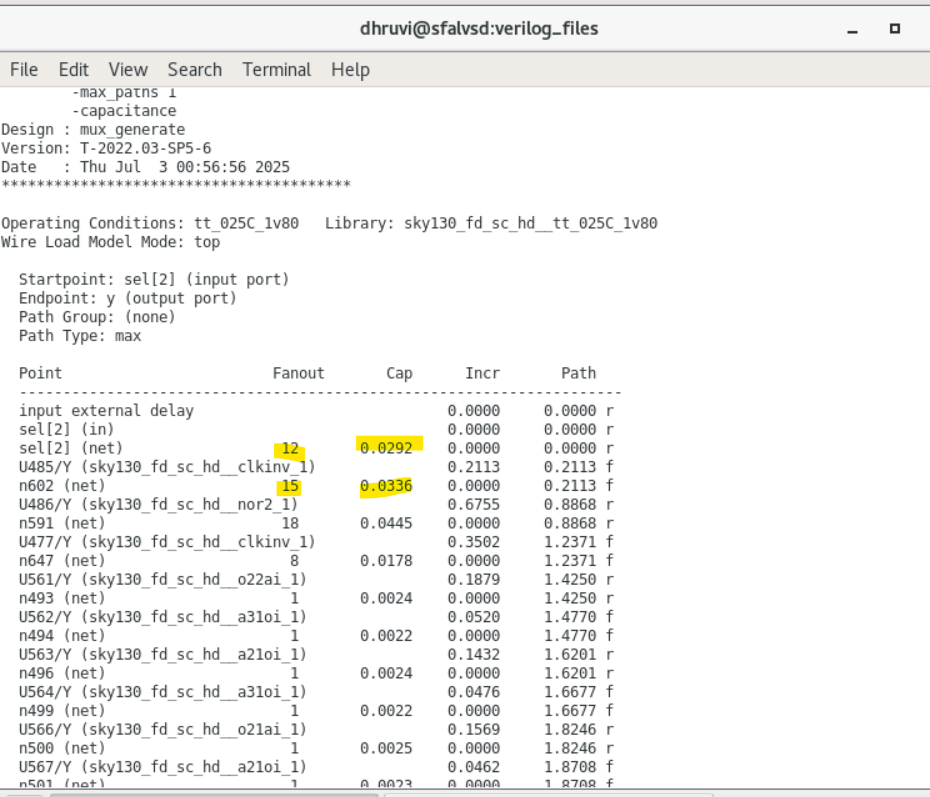 dhruvi@sfalvsd:verilog_files
File Edit View Search Terminal Help
-max_paths 1
-capacitance
Design : mux_generate
Version: T-2022.03-SP5-6
Date   : Thu Jul  3 00:56:56 2025
****************************************
Operating Conditions: tt_025C_1v80   Library: sky130_fd_sc_hd__tt_025C_1v80
Wire Load Model Mode: top
Startpoint: sel[2] (input port)
Endpoint: y (output port)
Path Group: (none)
Path Type: max
Point Fanout Cap Incr Path
-----------------------------------------------------------------------------------
input external delay 0.0000 0.0000 r
sel[2] (in) 0.0000 0.0000 r
sel[2] (net) 12 0.0292 0.0000 0.0000 r
U485/Y (sky130_fd_sc_hd__clkinv_1) 0.2113 0.2113 f
n602 (net) 15 0.0336 0.0000 0.2113 f
U486/Y (sky130_fd_sc_hd__nor2_1) 0.6755 0.8868 r
n591 (net) 18 0.0445 0.0000 0.8868 r
U477/Y (sky130_fd_sc_hd__clkinv_1) 0.3502 1.2371 f
n647 (net) 8 0.0178 0.0000 1.2371 f
U561/Y (sky130_fd_sc_hd__o22ai_1) 0.1879 1.4250 r
n493 (net) 1 0.0024 0.0000 1.4250 r
U562/Y (sky130_fd_sc_hd__a31oi_1) 0.0520 1.4770 f
n494 (net) 1 0.0022 0.0000 1.4770 f
U563/Y (sky130_fd_sc_hd__a21oi_1) 0.1432 1.6201 r
n496 (net) 1 0.0024 0.0000 1.6201 r
U564/Y (sky130_fd_sc_hd__a31oi_1) 0.0476 1.6677 f
n499 (net) 1 0.0022 0.0000 1.6677 f
U566/Y (sky130_fd_sc_hd__o21ai_1) 0.1569 1.8246 r
n500 (net) 1 0.0025 0.0000 1.8246 r
U567/Y (sky130_fd_sc_hd__a21oi_1) 0.0462 1.8708 f
n501 (net) 1 0.0023 0.0000 1.8708 f